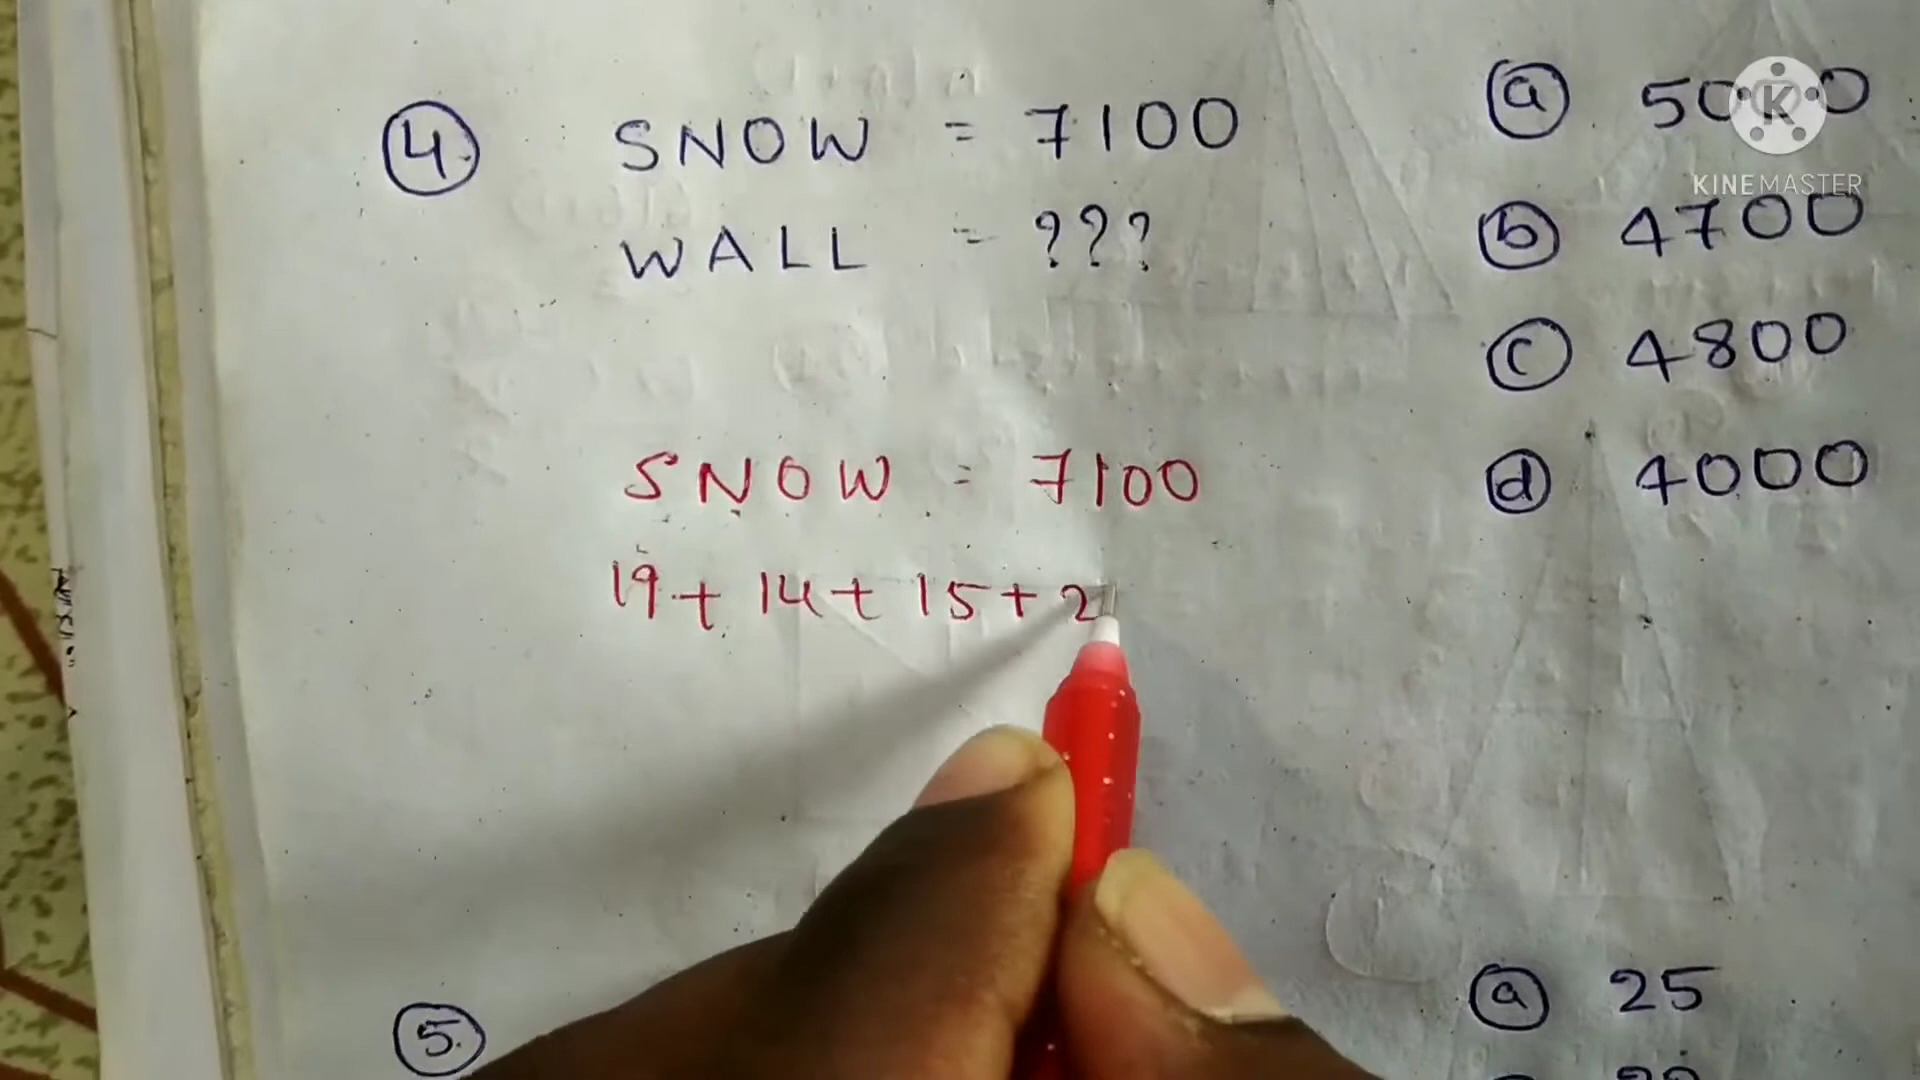 4. SNOW = 7100
WALL = ???
a 5000
b 4700
c 4800
d 4000
KINEMASTER
SNOW = 7100
19 + 14 + 15 + 2
5.
a 25